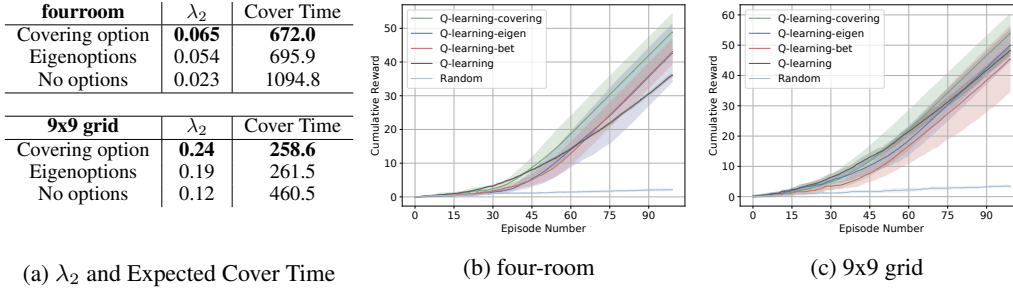 fourroom λ2 Cover Time
Covering option 0.065 672.0
Eigenoptions 0.054 695.9
No options 0.023 1094.8
9x9 grid λ2 Cover Time
Covering option 0.24 258.6
Eigenoptions 0.19 261.5
No options 0.12 460.5
(a) λ2 and Expected Cover Time
Cumulative Reward
50
40
30
20
10
0
Q-learning-covering
Q-learning-eigen
Q-learning-bet
Q-learning
Random
0 15 30 45 60 75 90
Episode Number
(b) four-room
Cumulative Reward
60
50
40
30
20
10
0
Q-learning-covering
Q-learning-eigen
Q-learning-bet
Q-learning
Random
0 15 30 45 60 75 90
Episode Number
(c) 9x9 grid